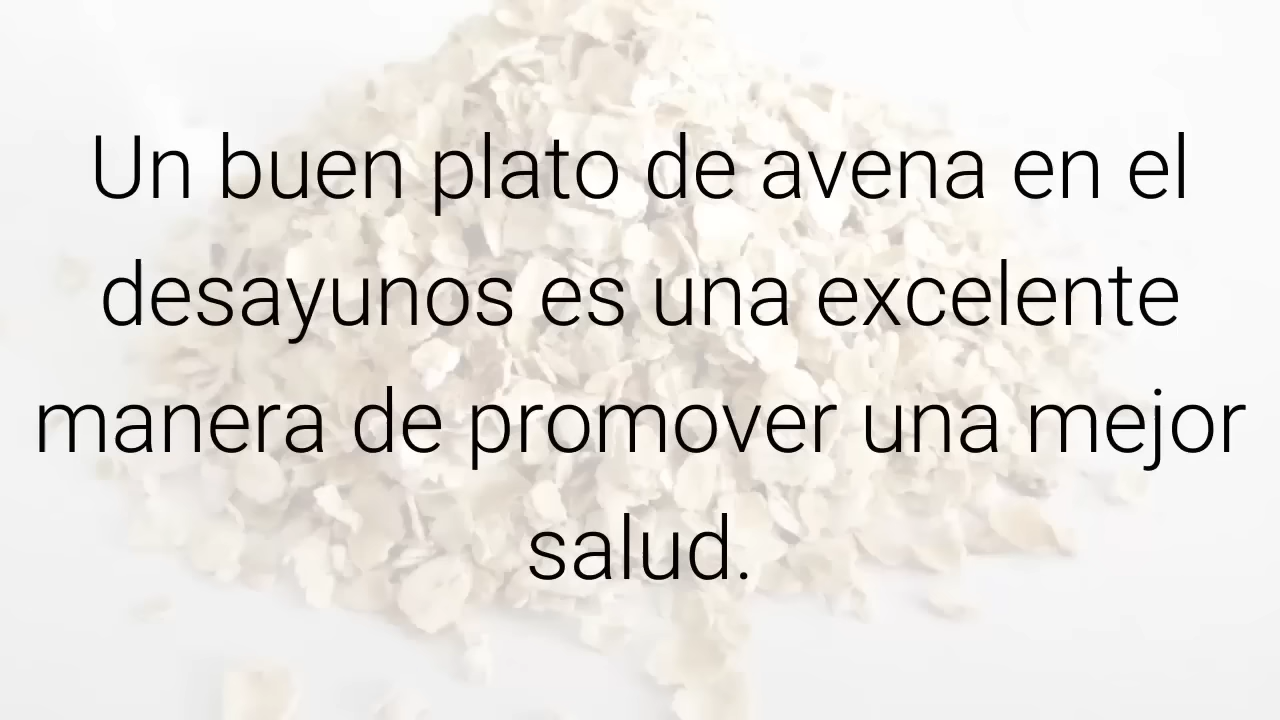 Un buen plato de avena en el
desayunos es una excelente
manera de promover una mejor
salud.